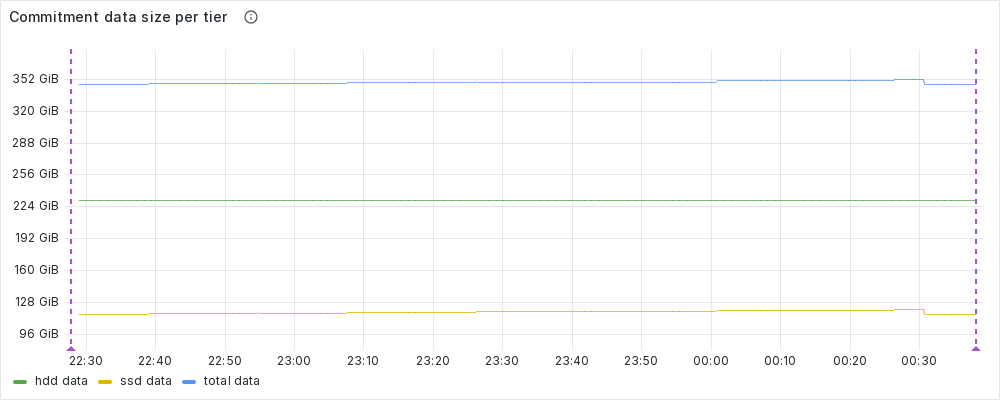 Commitment data size per tier
352 GiB
320 GiB
288 GiB
256 GiB
224 GiB
192 GiB
160 GiB
128 GiB
96 GiB
22:30 22:40 22:50 23:00 23:10 23:20 23:30 23:40 23:50 00:00 00:10 00:20 00:30
hdd data ssd data total data